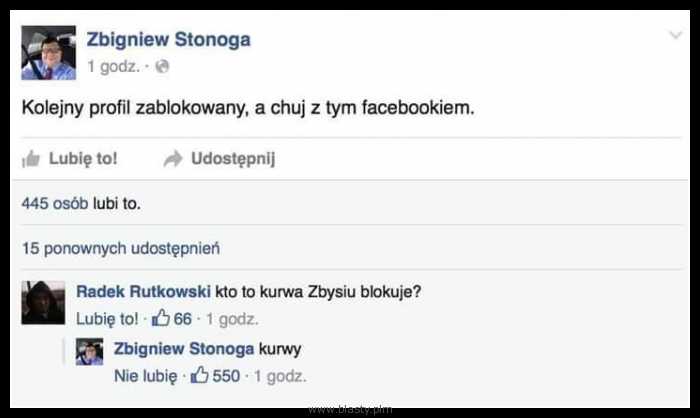 Zbigniew Stonoga
1 godz. ·
Kolejny profil zablokowany, a chuj z tym facebookiem.
Lubię to! Udostępnij
445 osób lubi to.
15 ponownych udostępnień
Radek Rutkowski kto to kurwa Zbysiu blokuje?
Lubię to! · 66 · 1 godz.
Zbigniew Stonoga kurwy
Nie lubię · 550 · 1 godz.
www.blasty.plm